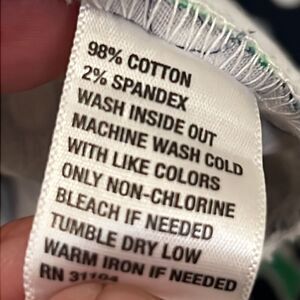 98% COTTON
2% SPANDEX
WASH INSIDE OUT
MACHINE WASH COLD
WITH LIKE COLORS
ONLY NON-CHLORINE
BLEACH IF NEEDED
TUMBLE DRY LOW
WARM IRON IF NEEDED
RN